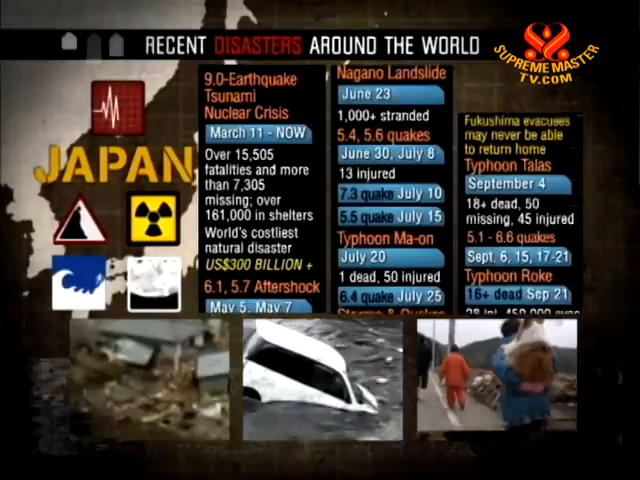 RECENT DISASTERS AROUND THE WORLD
SUPREME MASTER
TV.COM
JAPAN
9.0-Earthquake
Tsunami
Nuclear Crisis
March 11 - NOW
Over 15,505
fatalities and more
than 7,305
missing; over
161,000 in shelters
World's costliest
natural disaster
US$300 BILLION +
6.1, 5.7 Aftershock
May 5, May 7
Nagano Landslide
June 23
1,000+ stranded
5.4, 5.6 quakes
June 30, July 8
13 injured
7.3 quake July 10
5.5 quake July 15
Typhoon Ma-on
July 20
1 dead, 50 injured
6.4 quake July 25
Fukushima evacuees
may never be able
to return home
Typhoon Talas
September 4
18+ dead, 50
missing, 45 injured
5.1 - 6.6 quakes
Sept, 6, 15, 17-21
Typhoon Roke
16+ dead Sep 21